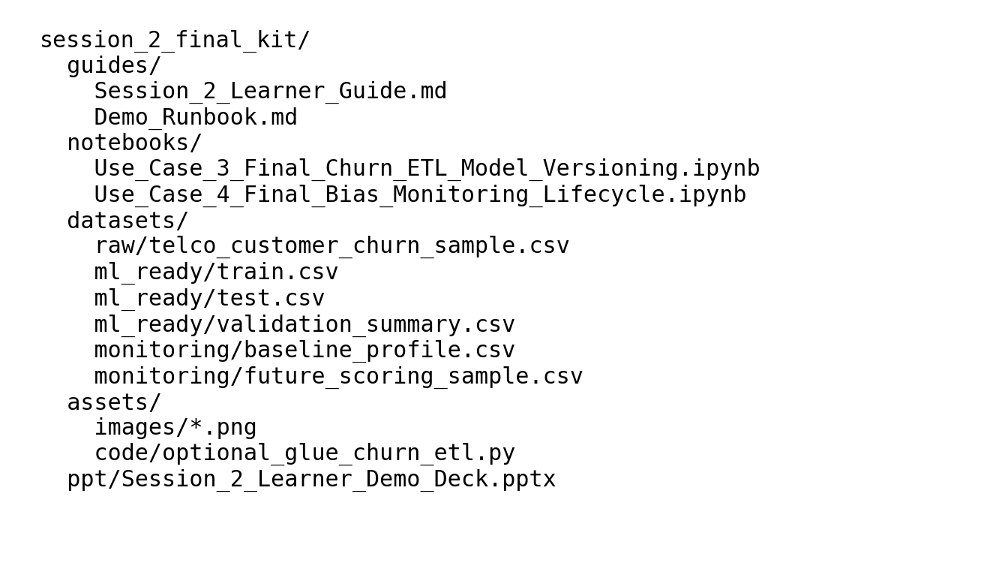 session_2_final_kit/
  guides/
    Session_2_Learner_Guide.md
    Demo_Runbook.md
  notebooks/
    Use_Case_3_Final_Churn_ETL_Model_Versioning.ipynb
    Use_Case_4_Final_Bias_Monitoring_Lifecycle.ipynb
  datasets/
    raw/telco_customer_churn_sample.csv
    ml_ready/train.csv
    ml_ready/test.csv
    ml_ready/validation_summary.csv
    monitoring/baseline_profile.csv
    monitoring/future_scoring_sample.csv
  assets/
    images/*.png
    code/optional_glue_churn_etl.py
  ppt/Session_2_Learner_Demo_Deck.pptx